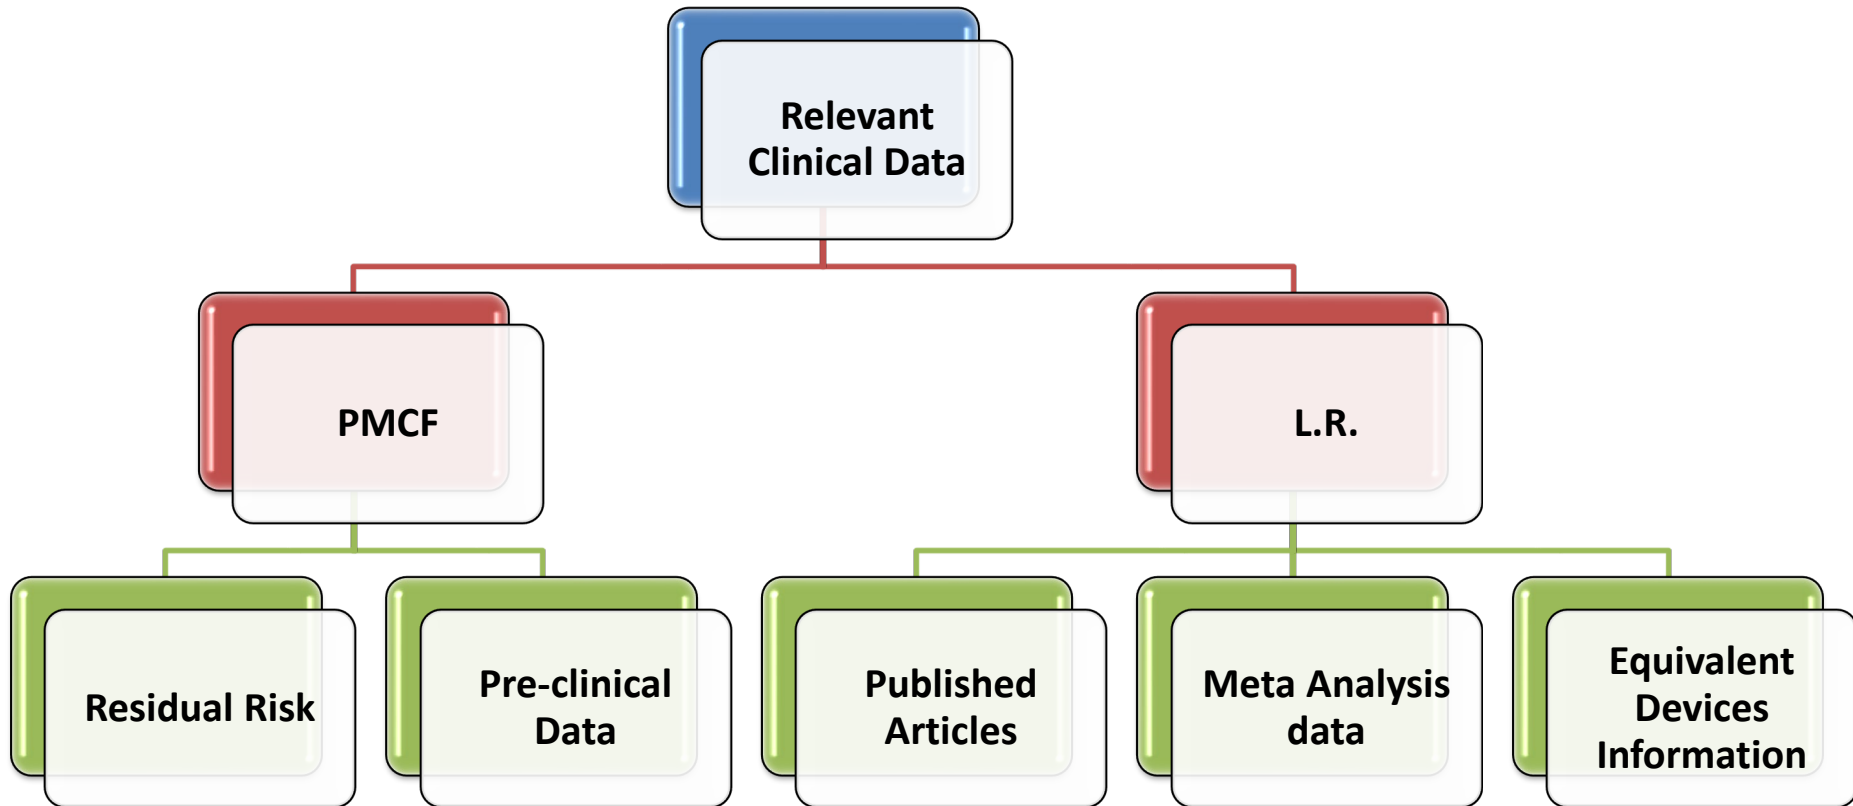 Relevant
Clinical Data
PMCF
L.R.
Residual Risk
Pre-clinical
Data
Published
Articles
Meta Analysis
data
Equivalent
Devices
Information